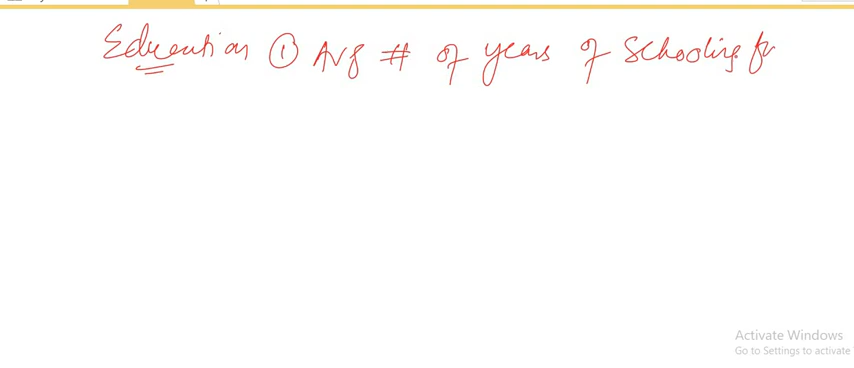 Education ① Avg # of years of Schooling for
Activate Windows
Go to Settings to activate